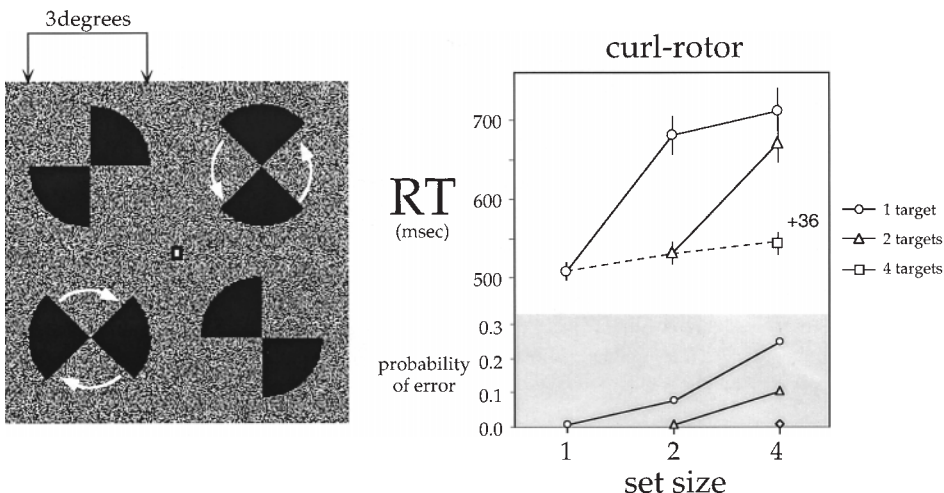 3degrees
curl-rotor
RT
(msec)
700
600
500
+36
1 target
2 targets
4 targets
probability
of error
0.3
0.2
0.1
0.0
1 2 4
set size